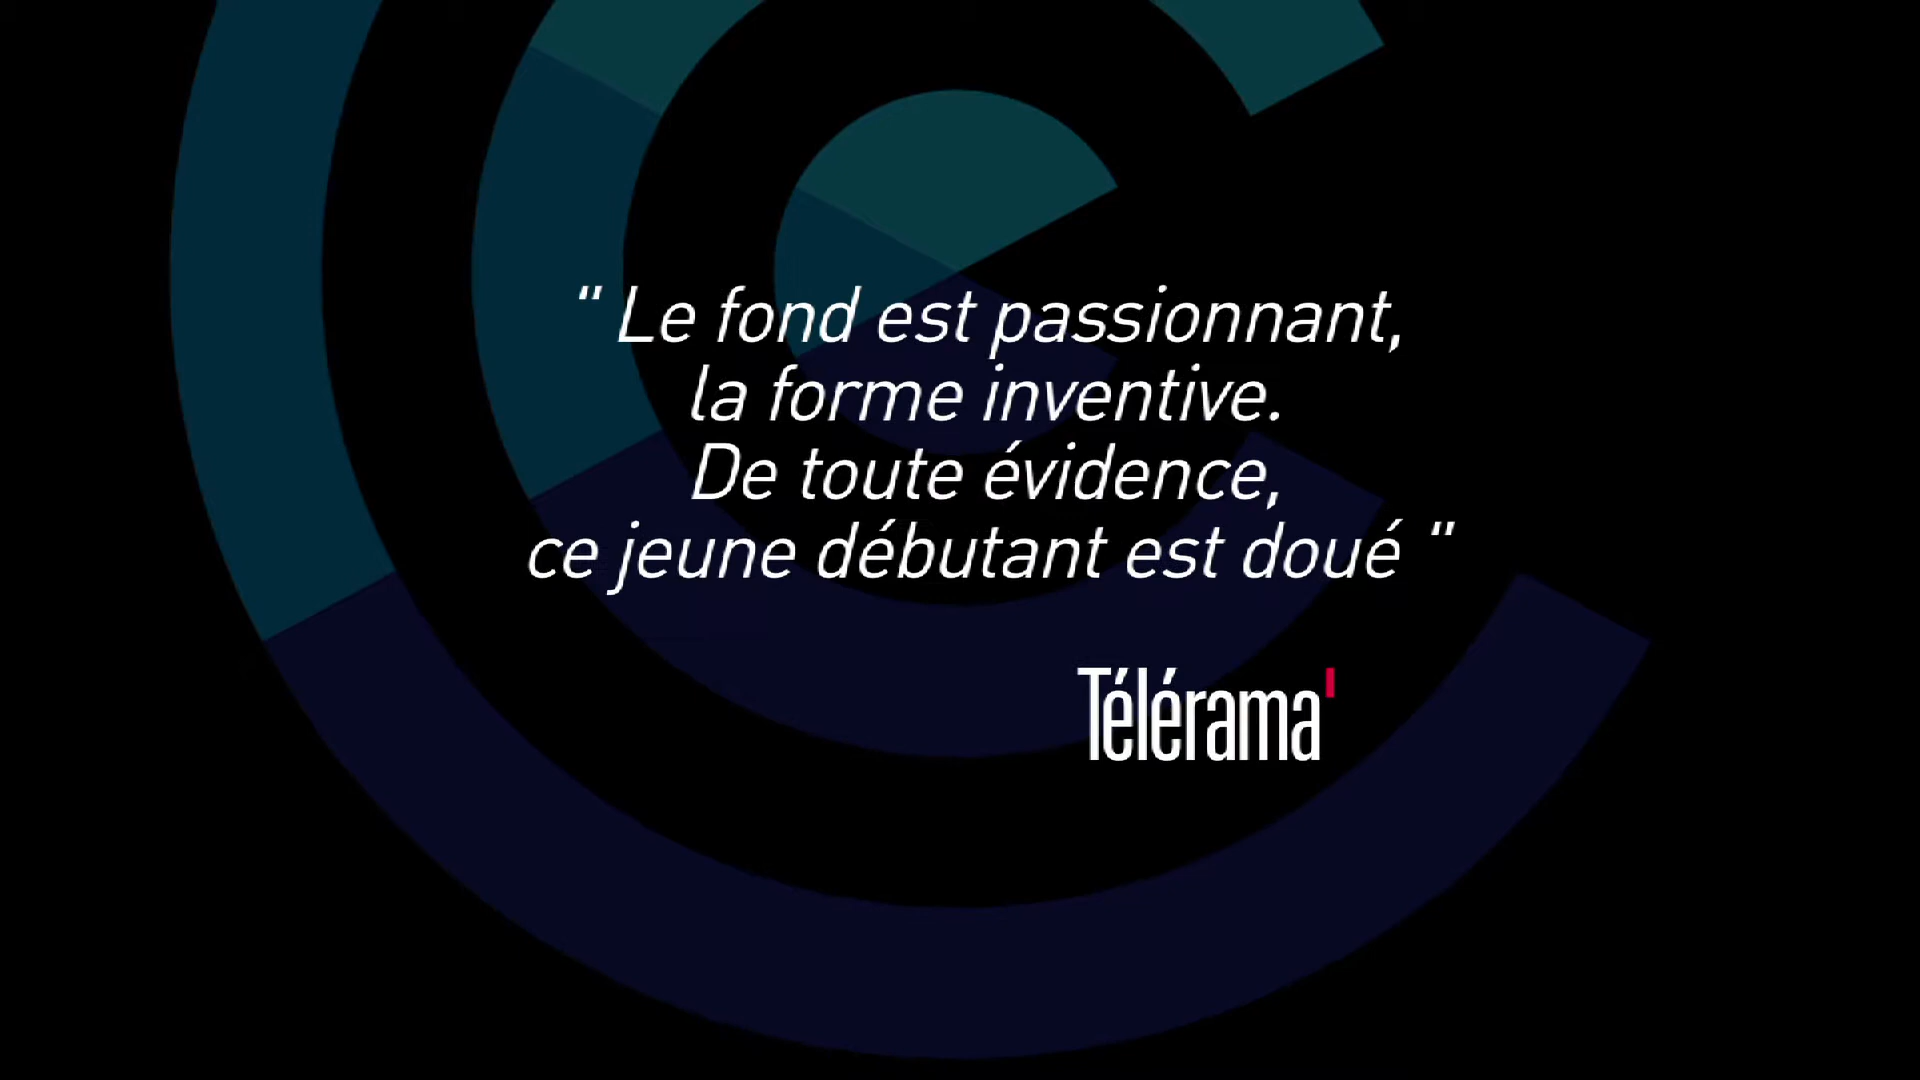 " Le fond est passionnant,
la forme inventive.
De toute évidence,
ce jeune débutant est doué "
Télérama'